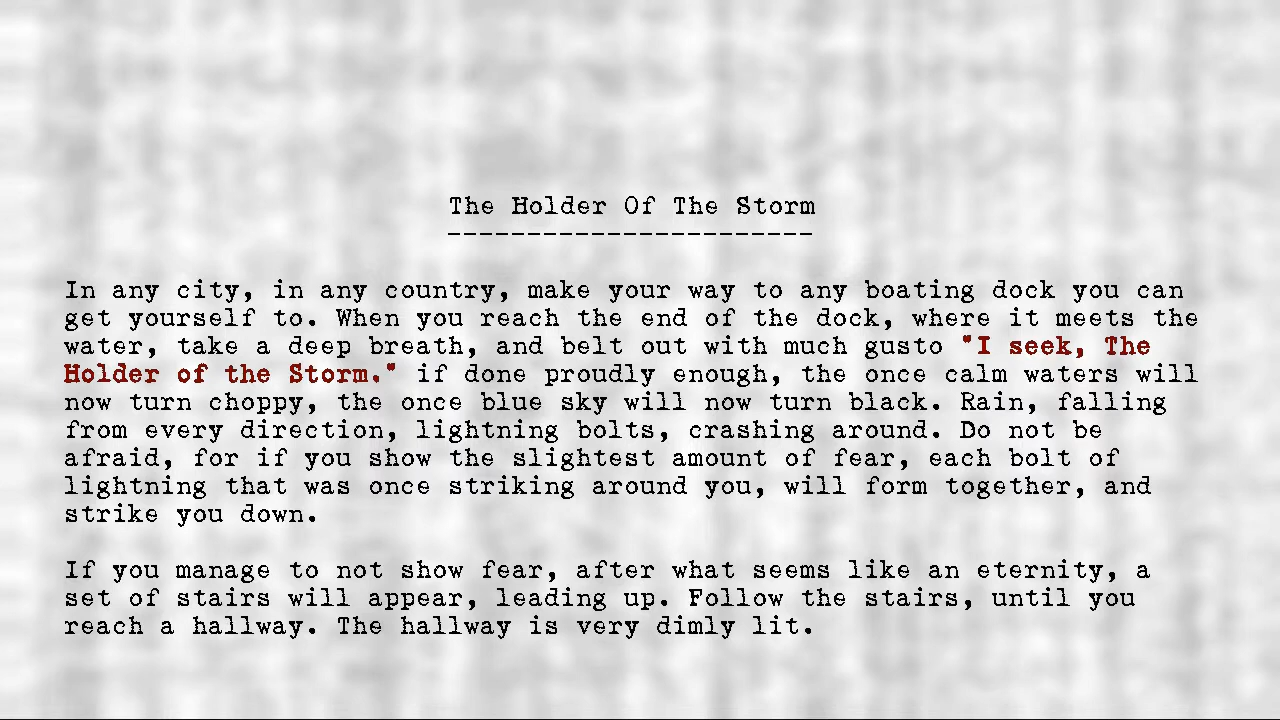 The Holder Of The Storm
-----------------------
In any city, in any country, make your way to any boating dock you can
get yourself to. When you reach the end of the dock, where it meets the
water, take a deep breath, and belt out with much gusto "I seek, The
Holder of the Storm." if done proudly enough, the once calm waters will
now turn choppy, the once blue sky will now turn black. Rain, falling
from every direction, lightning bolts, crashing around. Do not be
afraid, for if you show the slightest amount of fear, each bolt of
lightning that was once striking around you, will form together, and
strike you down.
If you manage to not show fear, after what seems like an eternity, a
set of stairs will appear, leading up. Follow the stairs, until you
reach a hallway. The hallway is very dimly lit.